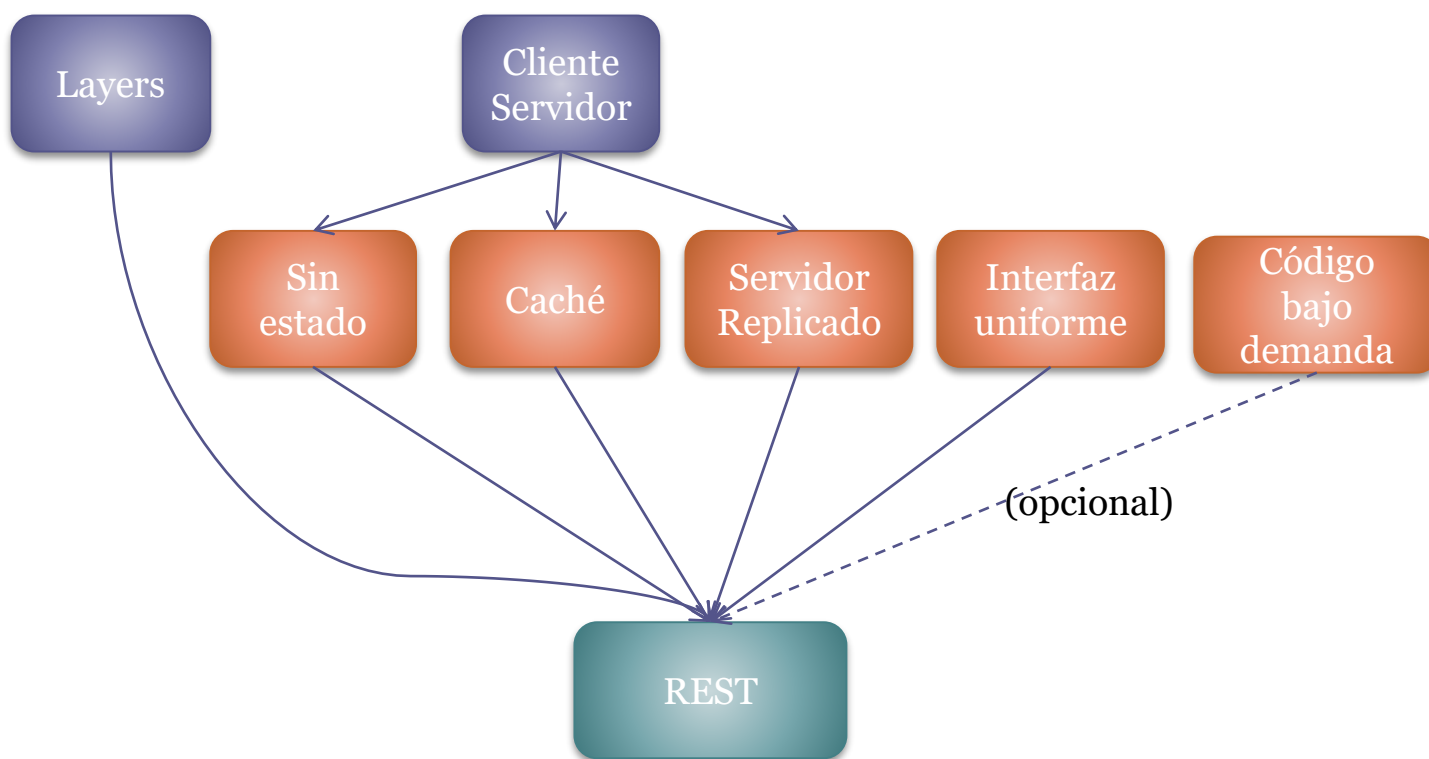 Layers
Cliente
Servidor
Sin
estado
Caché
Servidor
Replicado
Interfaz
uniforme
Código
bajo
demanda
(opcional)
REST